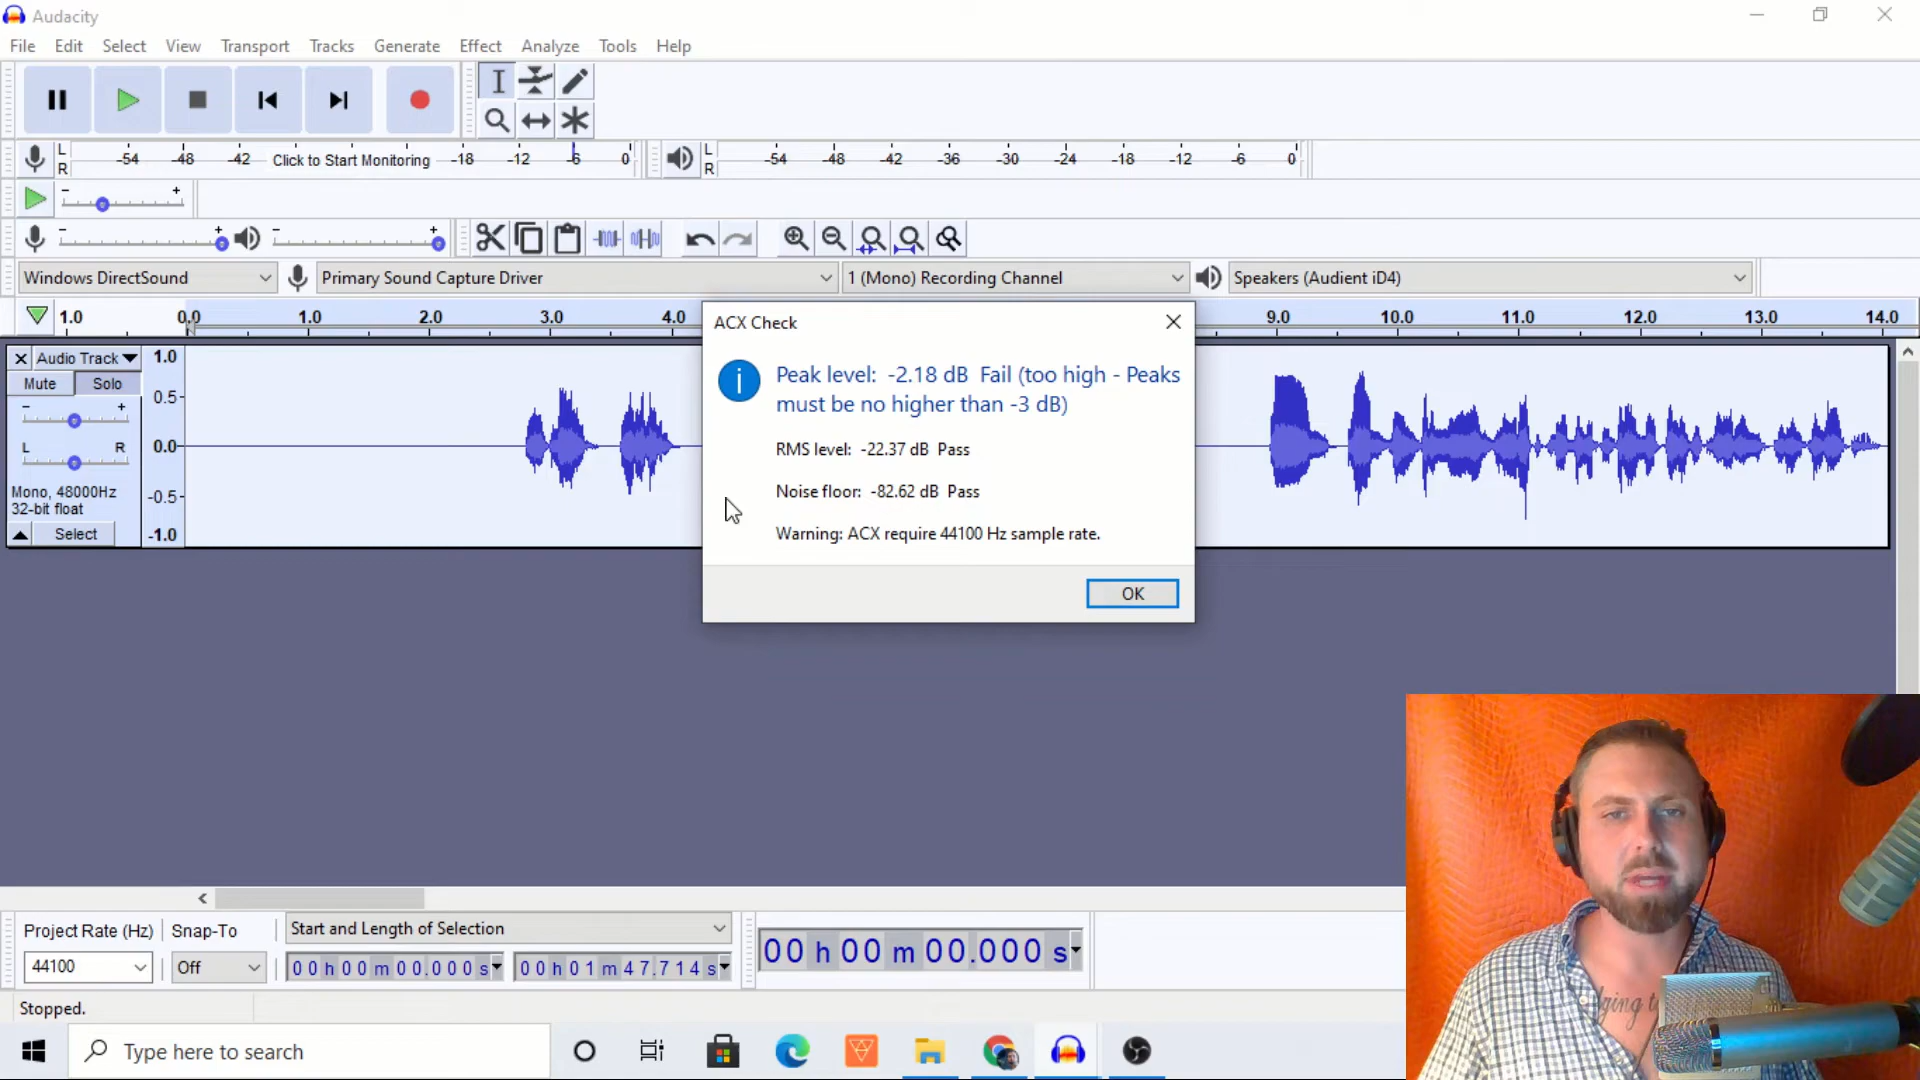 Audacity
File Edit Select View Transport Tracks Generate Effect Analyze Tools Help
L
R
-54 -48 -42 Click to Start Monitoring -18 -12 -6 0
L
R
-54 -48 -42 -36 -30 -24 -18 -12 -6 0
- +
- + - +
Windows DirectSound Primary Sound Capture Driver 1 (Mono) Recording Channel Speakers (Audient iD4)
1.0 0.0 1.0 2.0 3.0 4.0 9.0 10.0 11.0 12.0 13.0 14.0
ACX Check
Peak level: -2.18 dB Fail (too high - Peaks
must be no higher than -3 dB)
RMS level: -22.37 dB Pass
Noise floor: -82.62 dB Pass
Warning: ACX require 44100 Hz sample rate.
OK
Audio Track 1.0
Mute Solo
0.5-
- +
L R
0.0-
Mono, 48000Hz
-0.5-
32-bit float
Select -1.0
Project Rate (Hz) Snap-To Start and Length of Selection
44100 Off 00 h 00 m 00.000 s 00 h 01 m 47.714 s
00 h 00 m 00.000 s
Stopped.
Type here to search